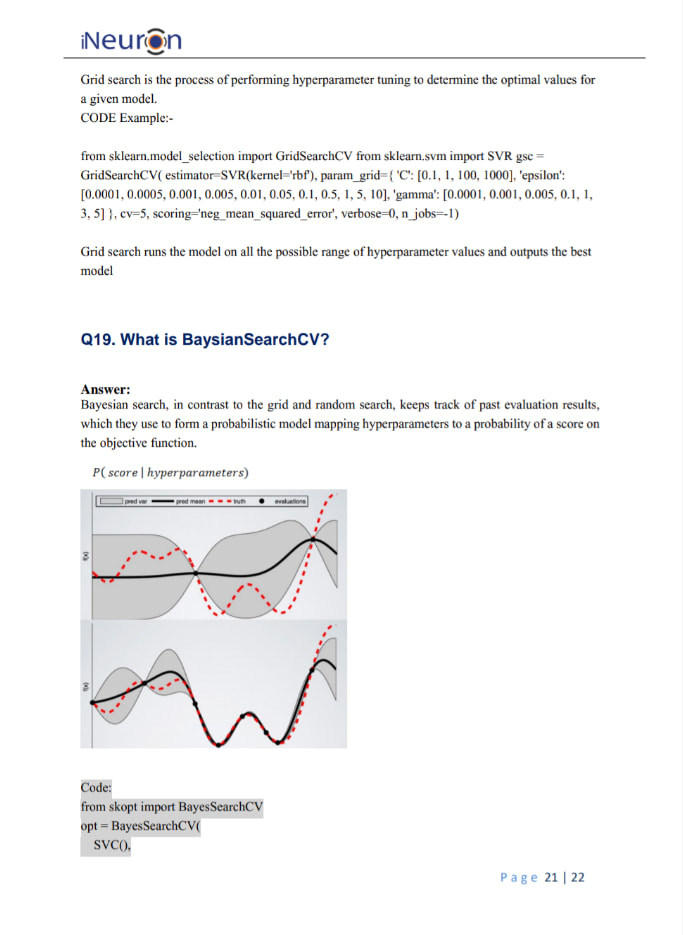 iNeuron
Grid search is the process of performing hyperparameter tuning to determine the optimal values for
a given model.
CODE Example:-
from sklearn.model_selection import GridSearchCV from sklearn.svm import SVR gsc =
GridSearchCV( estimator=SVR(kernel='rbf'), param_grid={ 'C': [0.1, 1, 100, 1000], 'epsilon':
[0.0001, 0.0005, 0.001, 0.005, 0.01, 0.05, 0.1, 0.5, 1, 5, 10], 'gamma': [0.0001, 0.001, 0.005, 0.1, 1,
3, 5] }, cv=5, scoring='neg_mean_squared_error', verbose=0, n_jobs=-1)
Grid search runs the model on all the possible range of hyperparameter values and outputs the best
model
Q19. What is BaysianSearchCV?
Answer:
Bayesian search, in contrast to the grid and random search, keeps track of past evaluation results,
which they use to form a probabilistic model mapping hyperparameters to a probability of a score on
the objective function.
P( score | hyperparameters)
pred var pred mean truth evaluations
f(x)
f(x)
Code:
from skopt import BayesSearchCV
opt = BayesSearchCV(
SVC(),
Page 21 | 22